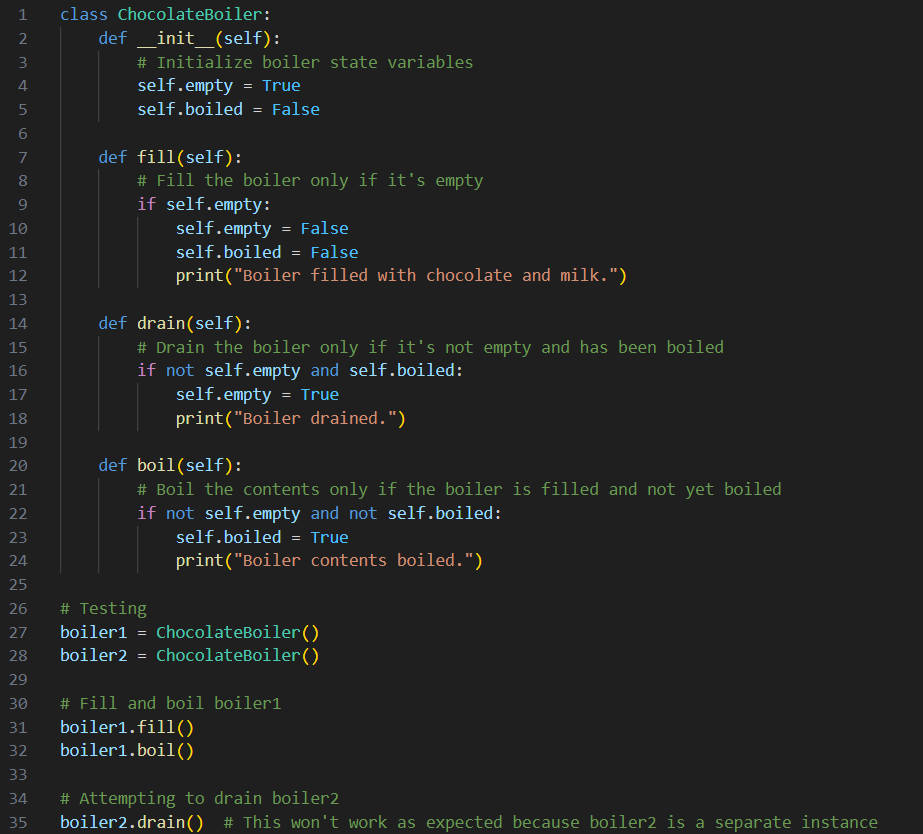 1 class ChocolateBoiler:
2     def __init__(self):
3         # Initialize boiler state variables
4         self.empty = True
5         self.boiled = False
6
7     def fill(self):
8         # Fill the boiler only if it's empty
9         if self.empty:
10             self.empty = False
11             self.boiled = False
12             print("Boiler filled with chocolate and milk.")
13
14     def drain(self):
15         # Drain the boiler only if it's not empty and has been boiled
16         if not self.empty and self.boiled:
17             self.empty = True
18             print("Boiler drained.")
19
20     def boil(self):
21         # Boil the contents only if the boiler is filled and not yet boiled
22         if not self.empty and not self.boiled:
23             self.boiled = True
24             print("Boiler contents boiled.")
25
26 # Testing
27 boiler1 = ChocolateBoiler()
28 boiler2 = ChocolateBoiler()
29
30 # Fill and boil boiler1
31 boiler1.fill()
32 boiler1.boil()
33
34 # Attempting to drain boiler2
35 boiler2.drain()  # This won't work as expected because boiler2 is a separate instance